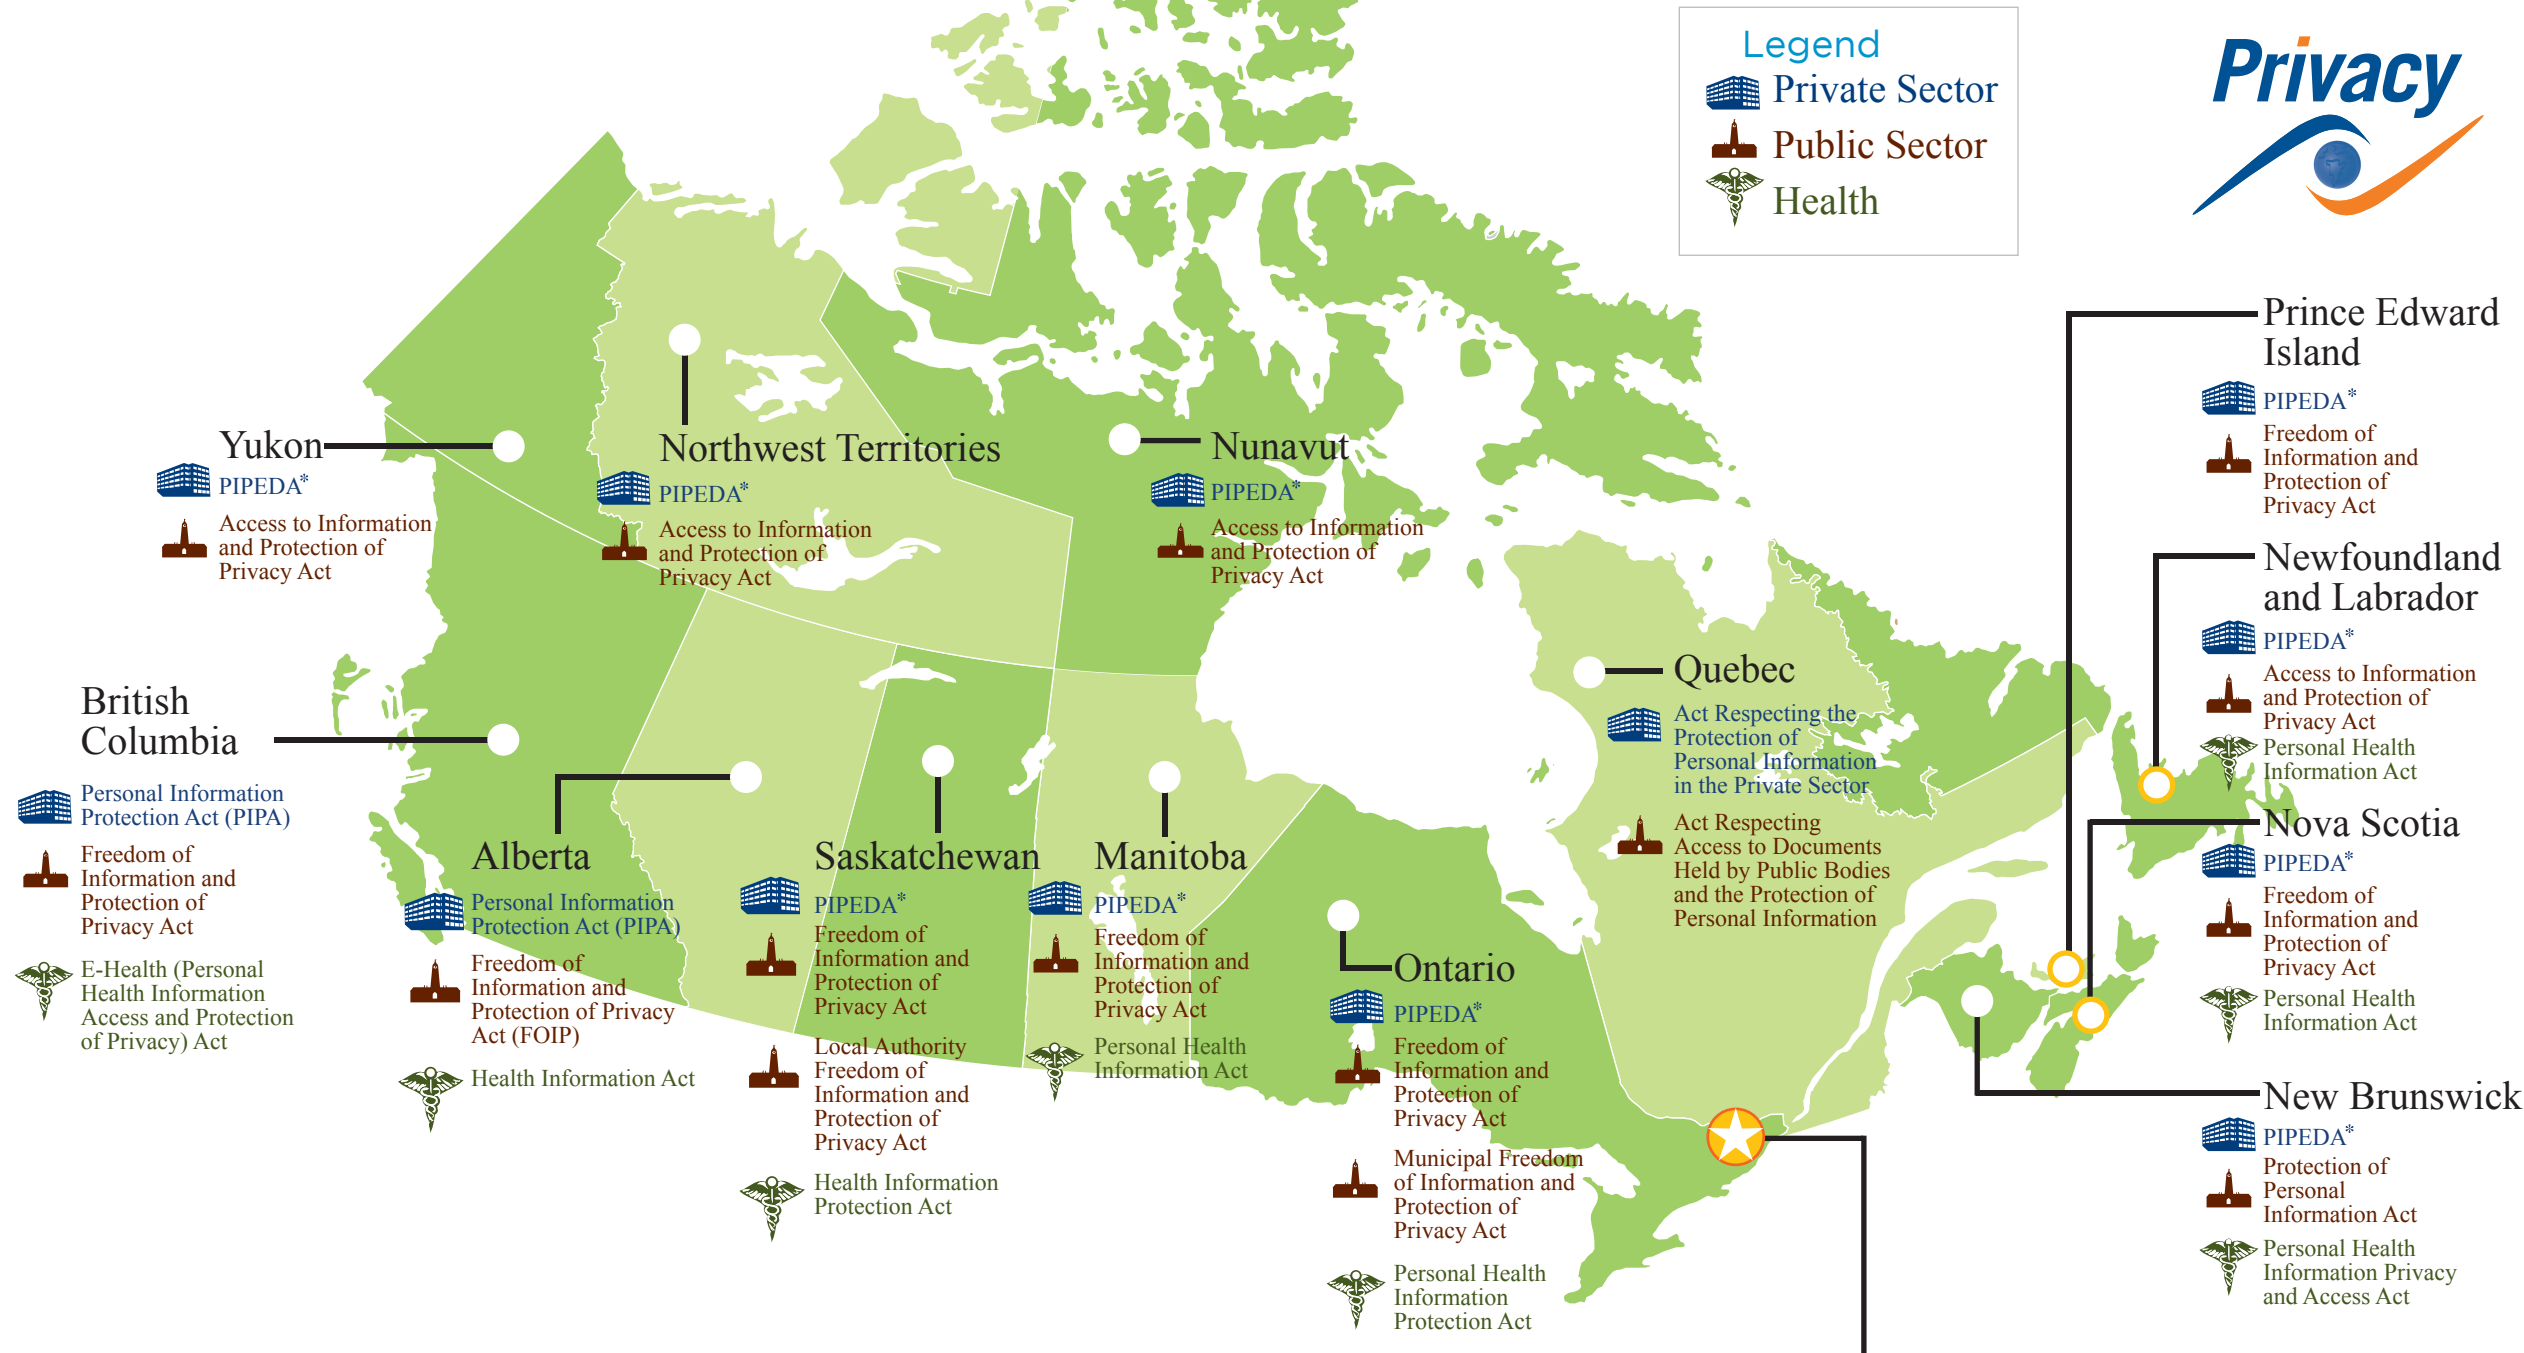 Legend
Private Sector
Public Sector
Health
Privacy
Yukon
PIPEDA*
Access to Information
and Protection of
Privacy Act
Northwest Territories
PIPEDA*
Access to Information
and Protection of
Privacy Act
Nunavut
PIPEDA*
Access to Information
and Protection of
Privacy Act
British
Columbia
Personal Information
Protection Act (PIPA)
Freedom of
Information and
Protection of
Privacy Act
E-Health (Personal
Health Information
Access and Protection
of Privacy) Act
Alberta
Personal Information
Protection Act (PIPA)
Freedom of
Information and
Protection of Privacy
Act (FOIP)
Health Information Act
Saskatchewan
PIPEDA*
Freedom of
Information and
Protection of
Privacy Act
Local Authority
Freedom of
Information and
Protection of
Privacy Act
Health Information
Protection Act
Manitoba
PIPEDA*
Freedom of
Information and
Protection of
Privacy Act
Personal Health
Information Act
Ontario
PIPEDA*
Freedom of
Information and
Protection of
Privacy Act
Municipal Freedom
of Information and
Protection of
Privacy Act
Personal Health
Information
Protection Act
Quebec
Act Respecting the
Protection of
Personal Information
in the Private Sector
Act Respecting
Access to Documents
Held by Public Bodies
and the Protection of
Personal Information
Prince Edward
Island
PIPEDA*
Freedom of
Information and
Protection of
Privacy Act
Newfoundland
and Labrador
PIPEDA*
Access to Information
and Protection of
Privacy Act
Personal Health
Information Act
Nova Scotia
PIPEDA*
Freedom of
Information and
Protection of
Privacy Act
Personal Health
Information Act
New Brunswick
PIPEDA*
Protection of
Personal
Information Act
Personal Health
Information Privacy
and Access Act